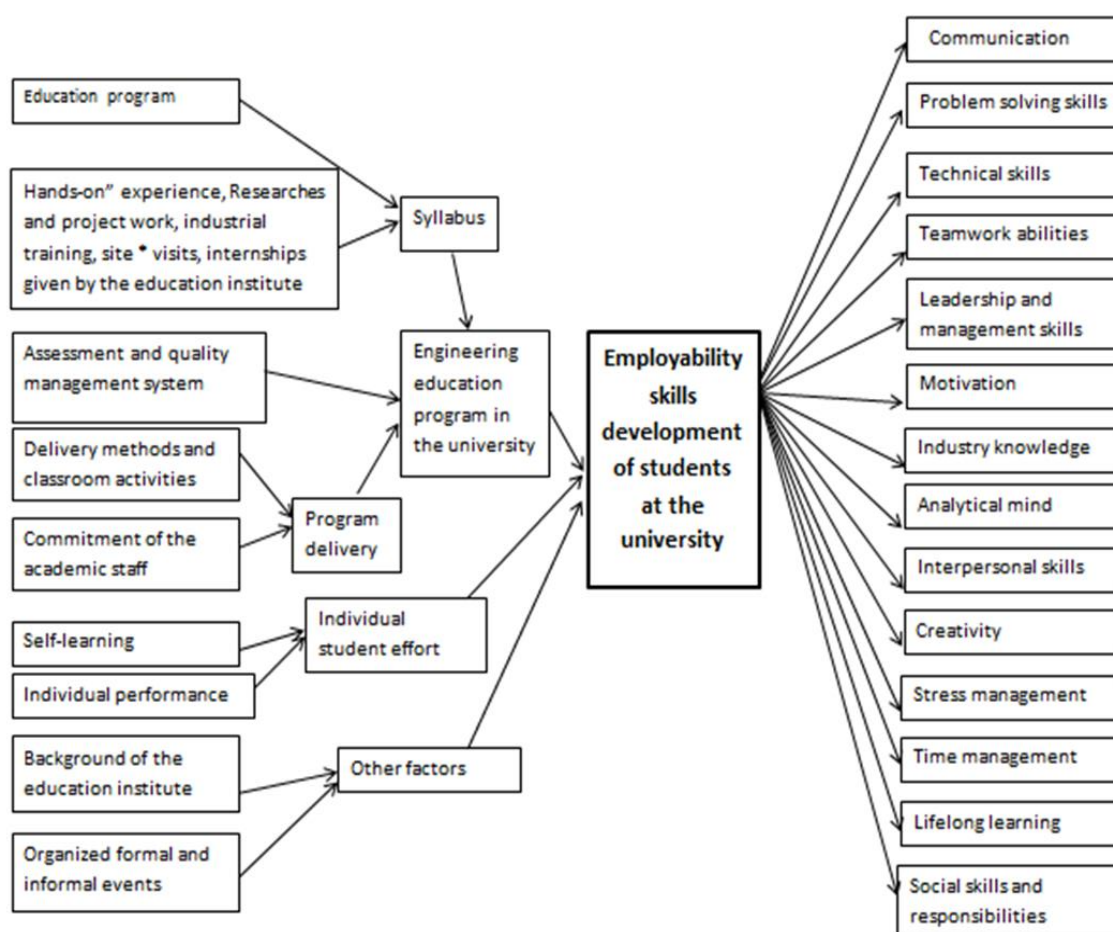 Education program
Hands-on” experience, Researches
and project work, industrial
training, site * visits, internships
given by the education institute
Syllabus
Assessment and quality
management system
Engineering
education
program in
the university
Delivery methods and
classroom activities
Commitment of the
academic staff
Program
delivery
Self-learning
Individual performance
Individual
student effort
Background of the
education institute
Organized formal and
informal events
Other factors
Employability
skills
development
of students
at the
university
Communication
Problem solving skills
Technical skills
Teamwork abilities
Leadership and
management skills
Motivation
Industry knowledge
Analytical mind
Interpersonal skills
Creativity
Stress management
Time management
Lifelong learning
Social skills and
responsibilities